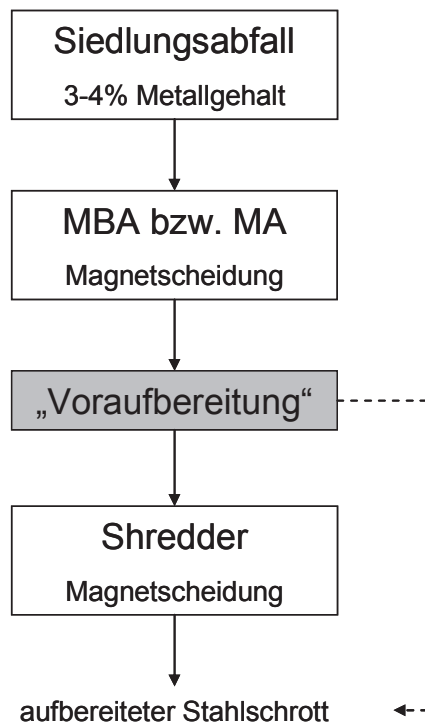 Siedlungsabfall
3-4% Metallgehalt
MBA bzw. MA
Magnetscheidung
„Voraufbereitung“
Shredder
Magnetscheidung
aufbereiteter Stahlschrott